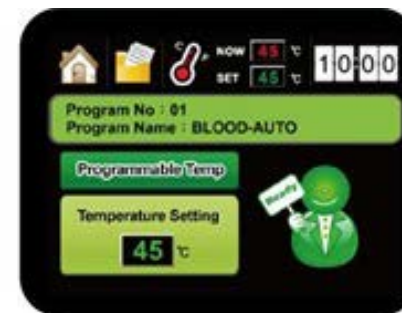 NOW 45 °C
SET 45 °C
10:00
Program No : 01
Program Name : BLOOD-AUTO
Programmable Temp
Ready
Temperature Setting
45 °C